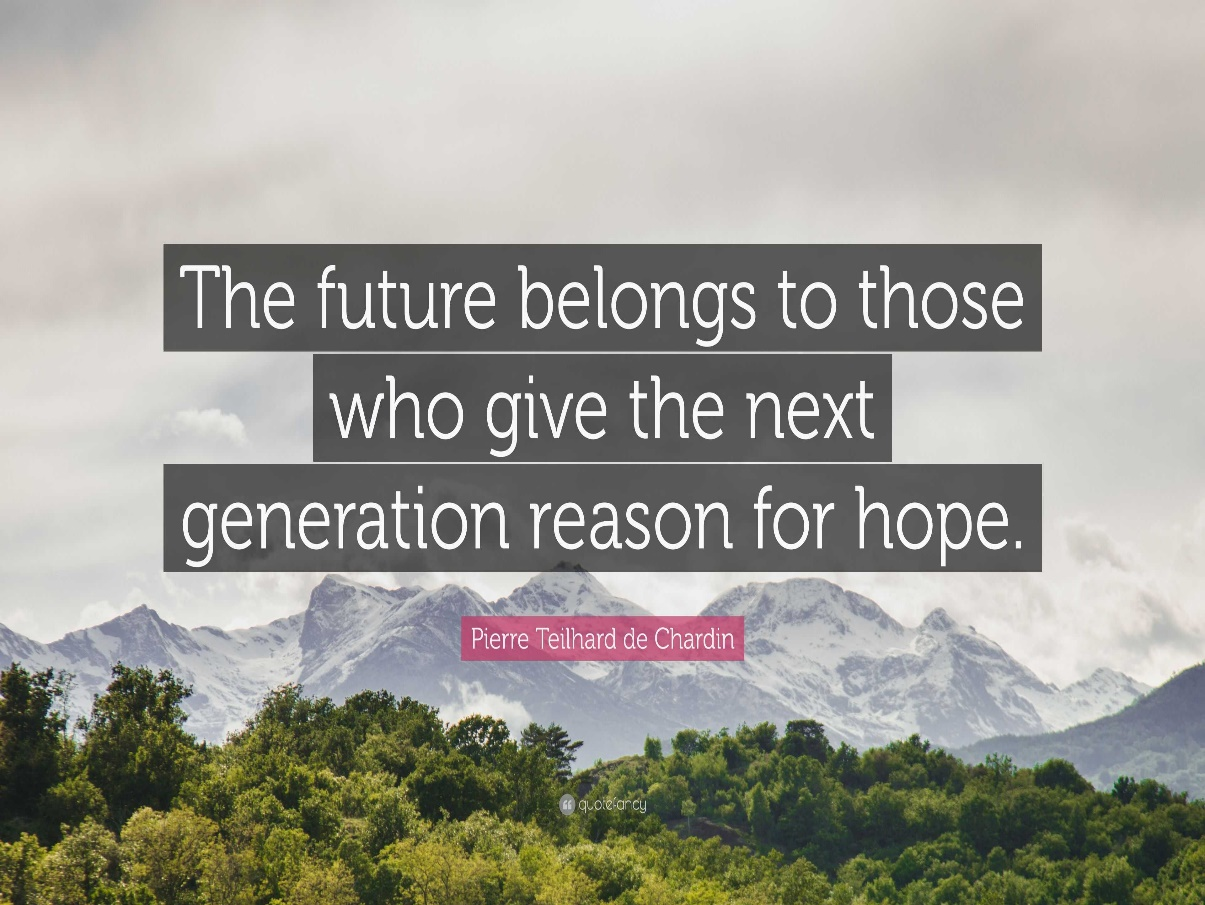 The future belongs to those
who give the next
generation reason for hope.
Pierre Teilhard de Chardin
quotefancy